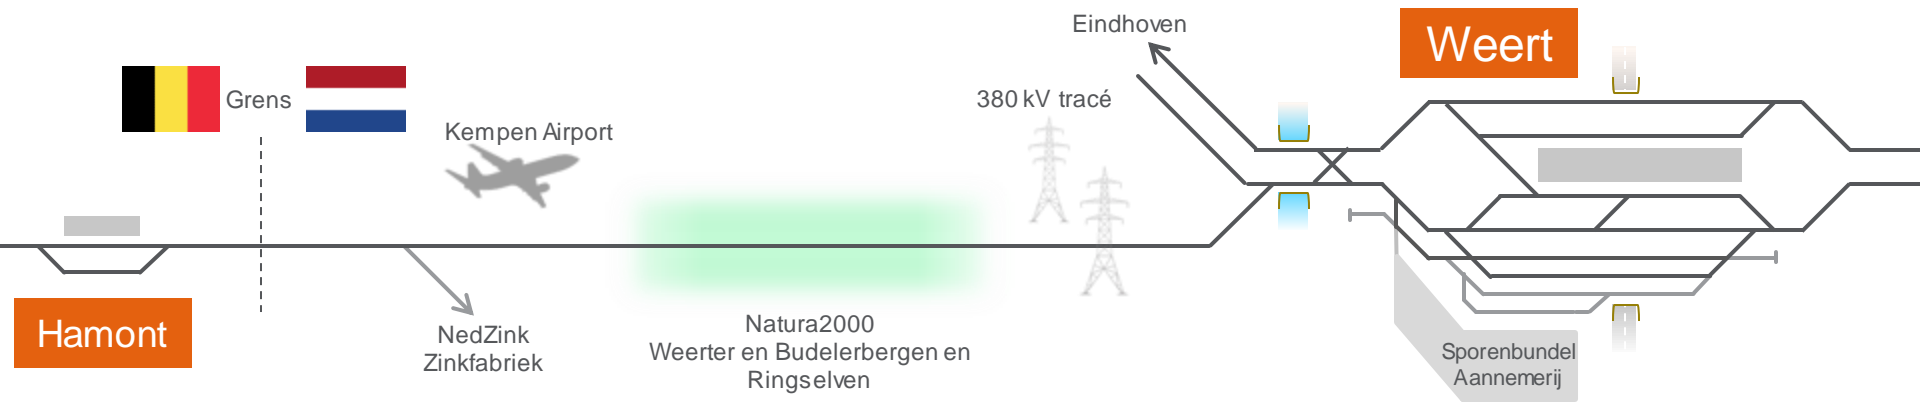 Eindhoven
Weert
Grens
380 kV tracé
Kempen Airport
Hamont
NedZink
Zinkfabriek
Natura2000
Weerter en Budelerbergen en
Ringselven
Sporenbundel
Aannemerij